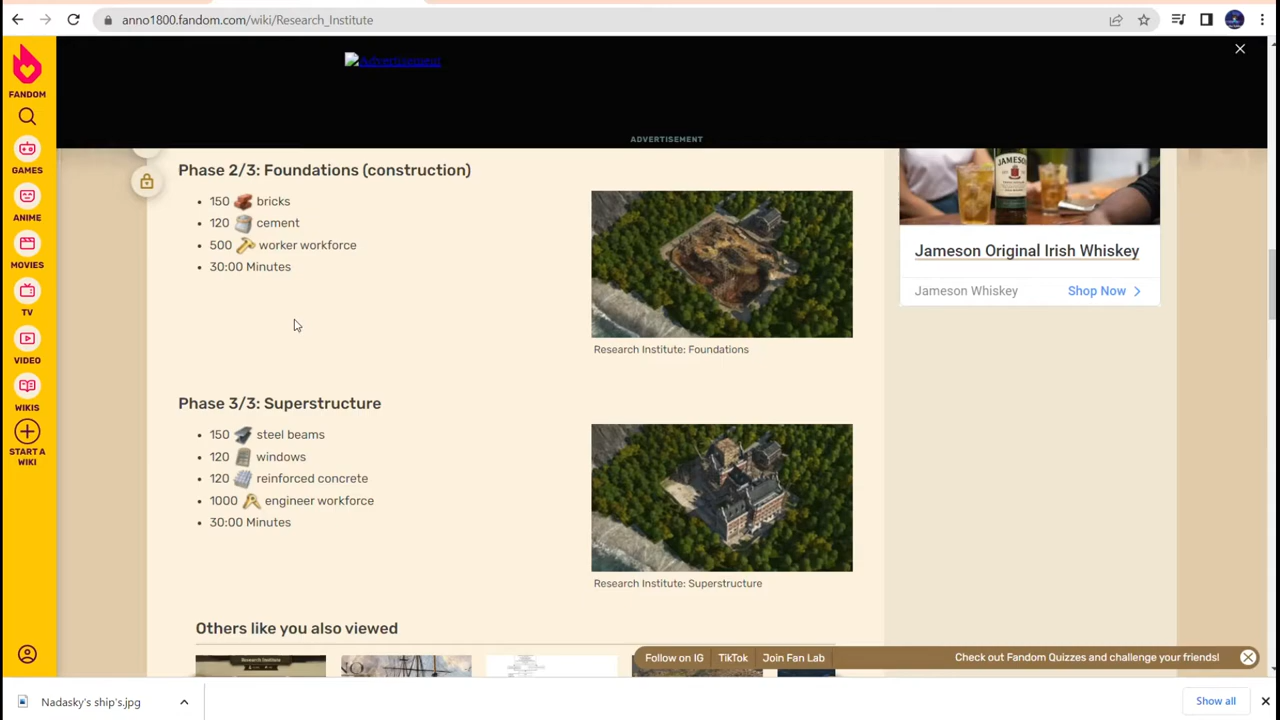 anno1800.fandom.com/wiki/Research_Institute
Advertisement
ADVERTISEMENT
FANDOM
GAMES
ANIME
MOVIES
TV
VIDEO
WIKIS
START A
WIKI
Phase 2/3: Foundations (construction)
150 bricks
120 cement
500 worker workforce
30:00 Minutes
Research Institute: Foundations
Phase 3/3: Superstructure
150 steel beams
120 windows
120 reinforced concrete
1000 engineer workforce
30:00 Minutes
Research Institute: Superstructure
JAMESON
Jameson Original Irish Whiskey
Jameson Whiskey
Shop Now
Others like you also viewed
Research Institute
Follow on IG
TikTok
Join Fan Lab
Check out Fandom Quizzes and challenge your friends!
Nadasky's ship's.jpg
Show all